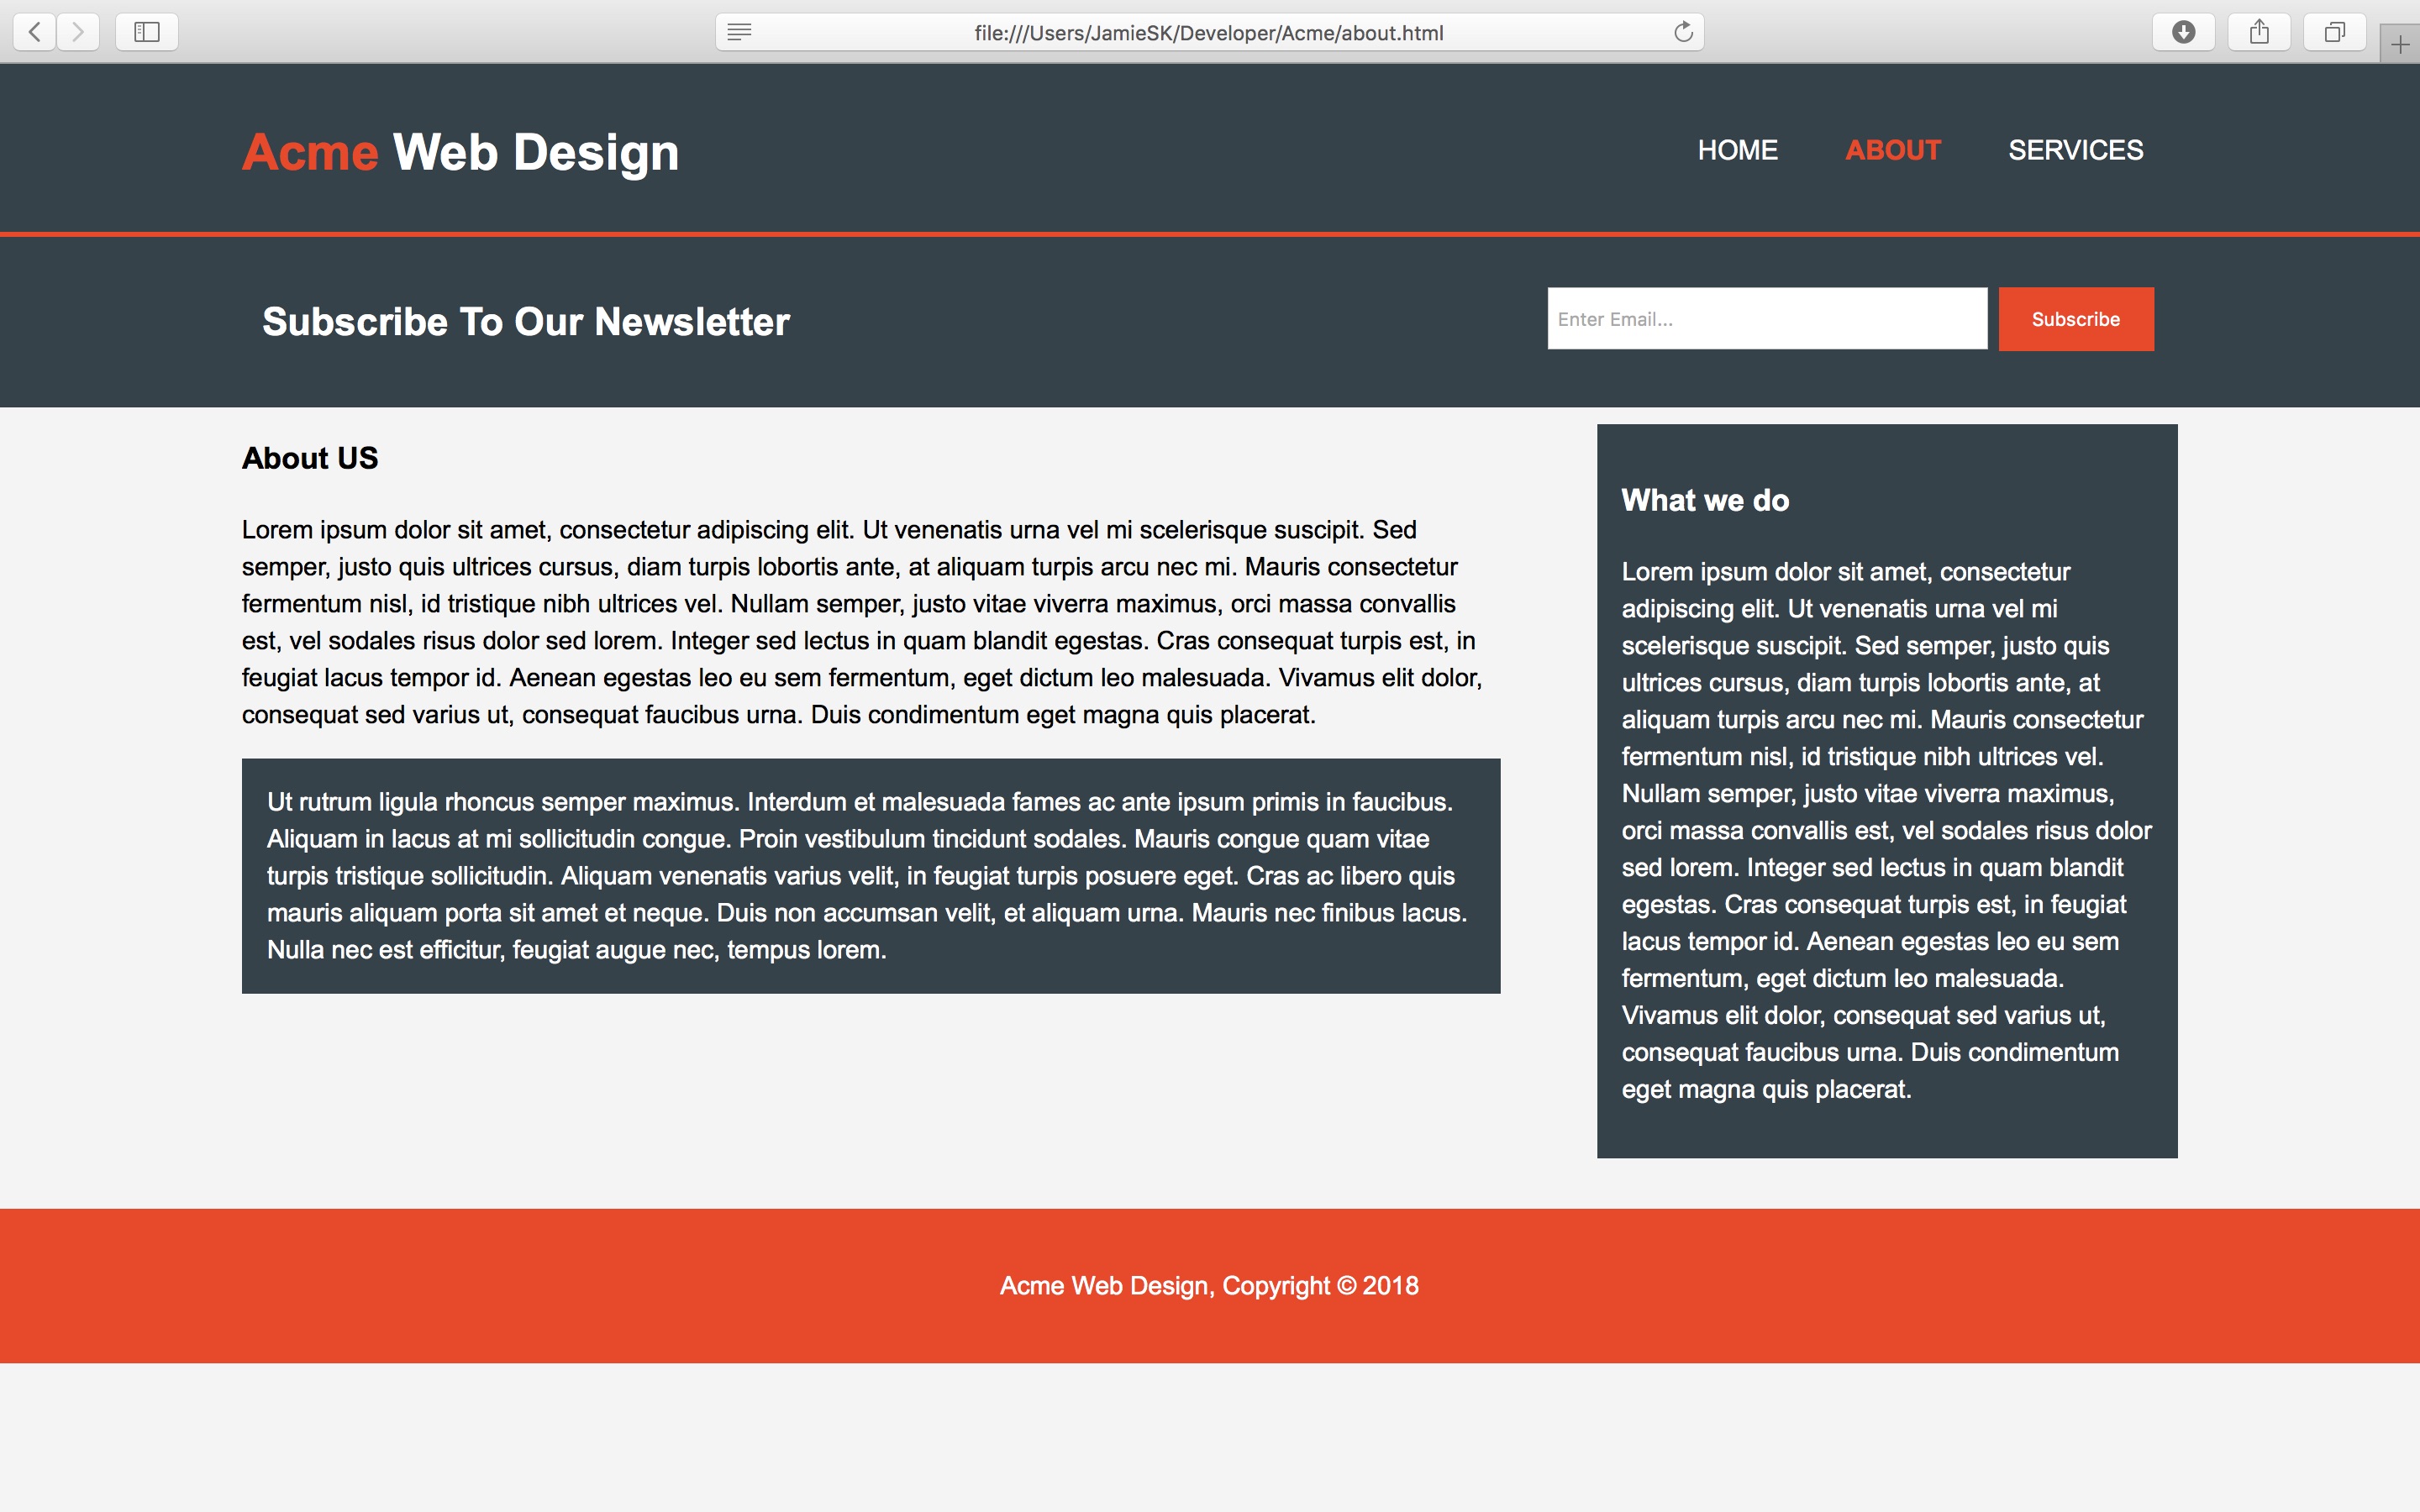 file:///Users/JamieSK/Developer/Acme/about.html
Acme Web Design
HOME ABOUT SERVICES
Subscribe To Our Newsletter
Enter Email...
Subscribe
About US
Lorem ipsum dolor sit amet, consectetur adipiscing elit. Ut venenatis urna vel mi scelerisque suscipit. Sed
semper, justo quis ultrices cursus, diam turpis lobortis ante, at aliquam turpis arcu nec mi. Mauris consectetur
fermentum nisl, id tristique nibh ultrices vel. Nullam semper, justo vitae viverra maximus, orci massa convallis
est, vel sodales risus dolor sed lorem. Integer sed lectus in quam blandit egestas. Cras consequat turpis est, in
feugiat lacus tempor id. Aenean egestas leo eu sem fermentum, eget dictum leo malesuada. Vivamus elit dolor,
consequat sed varius ut, consequat faucibus urna. Duis condimentum eget magna quis placerat.
Ut rutrum ligula rhoncus semper maximus. Interdum et malesuada fames ac ante ipsum primis in faucibus.
Aliquam in lacus at mi sollicitudin congue. Proin vestibulum tincidunt sodales. Mauris congue quam vitae
turpis tristique sollicitudin. Aliquam venenatis varius velit, in feugiat turpis posuere eget. Cras ac libero quis
mauris aliquam porta sit amet et neque. Duis non accumsan velit, et aliquam urna. Mauris nec finibus lacus.
Nulla nec est efficitur, feugiat augue nec, tempus lorem.
What we do
Lorem ipsum dolor sit amet, consectetur
adipiscing elit. Ut venenatis urna vel mi
scelerisque suscipit. Sed semper, justo quis
ultrices cursus, diam turpis lobortis ante, at
aliquam turpis arcu nec mi. Mauris consectetur
fermentum nisl, id tristique nibh ultrices vel.
Nullam semper, justo vitae viverra maximus,
orci massa convallis est, vel sodales risus dolor
sed lorem. Integer sed lectus in quam blandit
egestas. Cras consequat turpis est, in feugiat
lacus tempor id. Aenean egestas leo eu sem
fermentum, eget dictum leo malesuada.
Vivamus elit dolor, consequat sed varius ut,
consequat faucibus urna. Duis condimentum
eget magna quis placerat.
Acme Web Design, Copyright © 2018